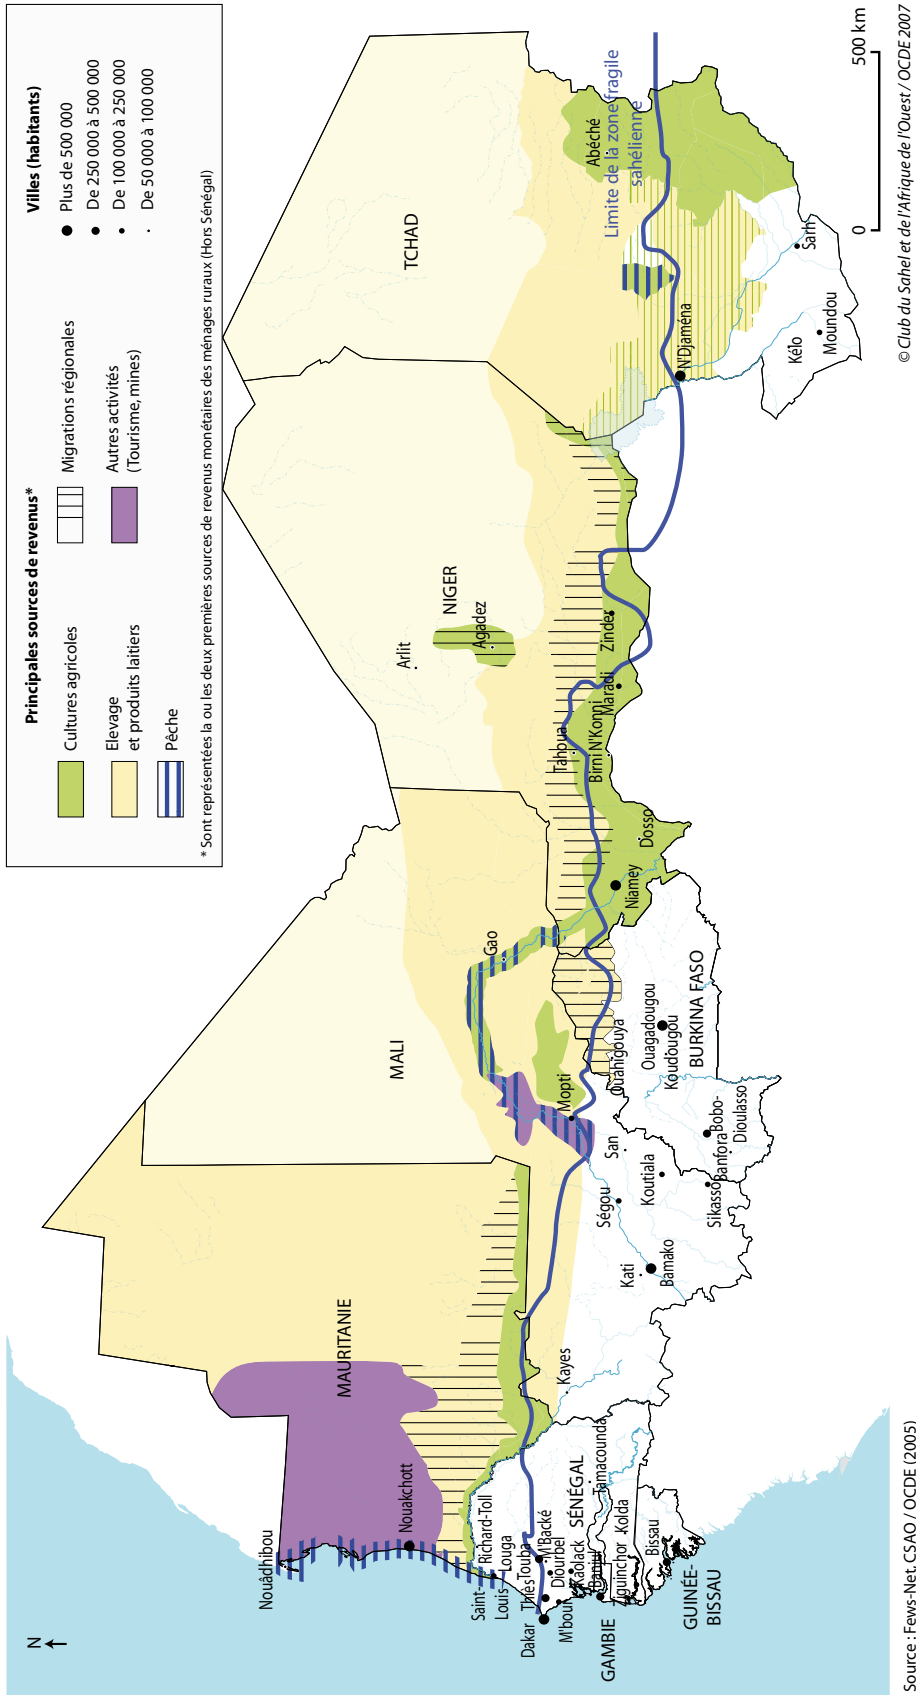 Principales sources de revenus*
Cultures agricoles
Elevage
et produits laitiers
Pêche
Migrations régionales
Autres activités
(Tourisme, mines)
Villes (habitants)
Plus de 500 000
De 250 000 à 500 000
De 100 000 à 250 000
De 50 000 à 100 000
* Sont représentées la ou les deux premières sources de revenus monétaires des ménages ruraux (Hors Sénégal)
N
MAURITANIE
Nouâdhibou
Nouakchott
MALI
Gao
Mopti
San
Ségou
Koutiala
Sikasso
Kati
Bamako
Kayes
NIGER
Arlit
Agadez
Tahoua
Birni N'Konni
Maradi
Zinder
Dosso
Niamey
TCHAD
Abéché
N'Djaména
Sarh
Kélo
Moundou
Limite de la zone fragile
sahélienne
BURKINA FASO
Ouahigouya
Ouagadougou
Koudougou
Bobo-
Dioulasso
Banfora
SÉNÉGAL
Saint-
Louis
Richard-Toll
Louga
Touba
M'Backé
Thiès
Diourbel
Dakar
M'bour
Kaolack
Tamacounda
Banjul
GAMBIE
Ziguinchor
kolda
Bissau
GUINÉE-
BISSAU
0
500 km
Source : Fews-Net, CSAO / OCDE (2005)
© Club du Sahel et de l'Afrique de l'Ouest / OCDE 2007